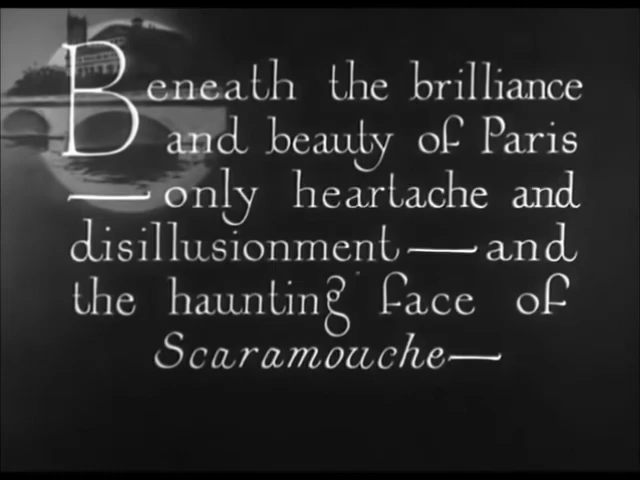 Beneath the brilliance
and beauty of Paris
— only heartache and
disillusionment — and
the haunting face of
Scaramouche —